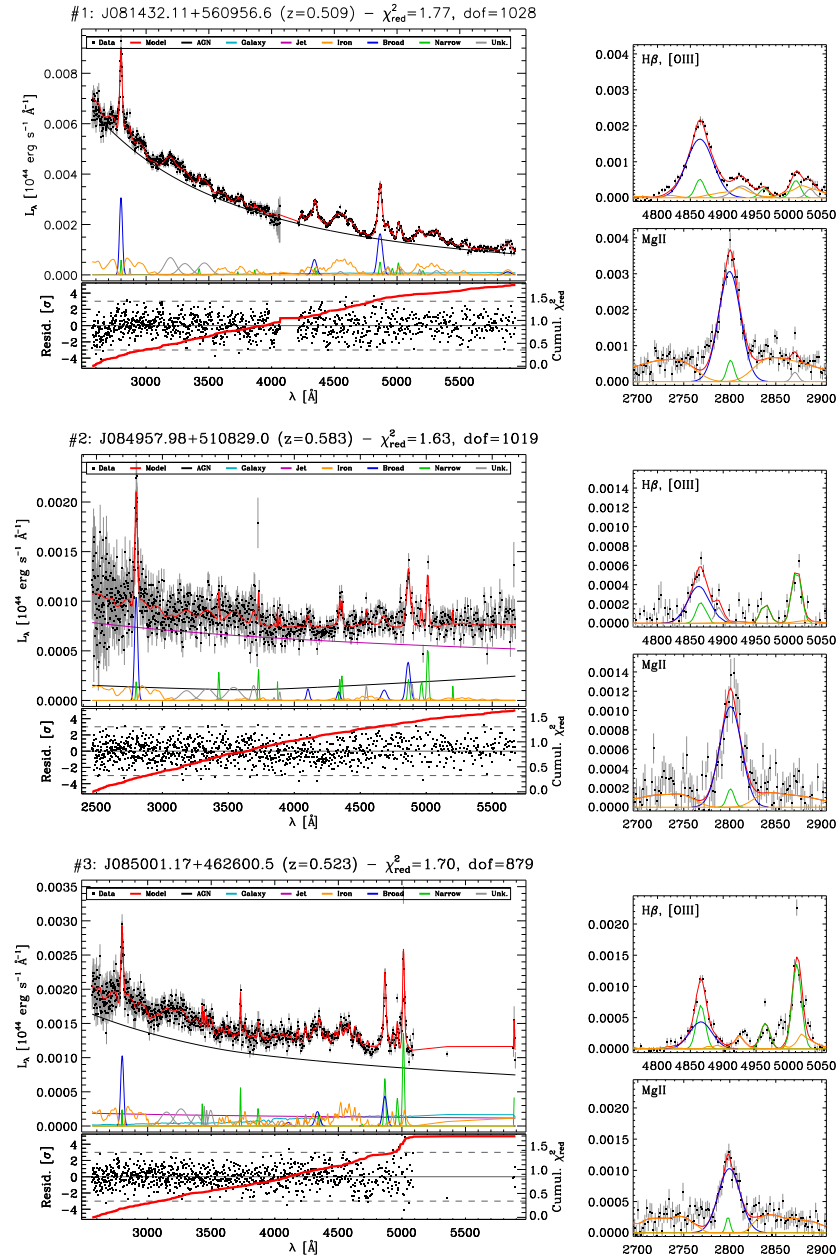 #1: J081432.11+560956.6 (z=0.509) − χ²red=1.77, dof=1028
Data Model AGN Galaxy Jet Iron Broad Narrow Unk.
Lλ [10⁴⁴ erg s⁻¹ Å⁻¹]
0.008
0.006
0.004
0.002
0.000
Resid. [σ]
4
2
0
−2
−4
1.5
1.0
0.5
0.0
Cumul. χ²red
3000 3500 4000 4500 5000 5500
λ [Å]
Hβ, [OIII]
0.004
0.003
0.002
0.001
0.000
4800 4850 4900 4950 5000 5050
MgII
0.004
0.003
0.002
0.001
0.000
2700 2750 2800 2850 2900
#2: J084957.98+510829.0 (z=0.583) − χ²red=1.63, dof=1019
Data Model AGN Galaxy Jet Iron Broad Narrow Unk.
Lλ [10⁴⁴ erg s⁻¹ Å⁻¹]
0.0020
0.0015
0.0010
0.0005
0.0000
Resid. [σ]
4
2
0
−2
−4
1.5
1.0
0.5
0.0
Cumul. χ²red
2500 3000 3500 4000 4500 5000 5500
λ [Å]
Hβ, [OIII]
0.0014
0.0012
0.0010
0.0008
0.0006
0.0004
0.0002
0.0000
4800 4850 4900 4950 5000 5050
MgII
0.0014
0.0012
0.0010
0.0008
0.0006
0.0004
0.0002
0.0000
2700 2750 2800 2850 2900
#3: J085001.17+462600.5 (z=0.523) − χ²red=1.70, dof=879
Data Model AGN Galaxy Jet Iron Broad Narrow Unk.
Lλ [10⁴⁴ erg s⁻¹ Å⁻¹]
0.0035
0.0030
0.0025
0.0020
0.0015
0.0010
0.0005
0.0000
Resid. [σ]
4
2
0
−2
−4
1.5
1.0
0.5
0.0
Cumul. χ²red
3000 3500 4000 4500 5000 5500
λ [Å]
Hβ, [OIII]
0.0020
0.0015
0.0010
0.0005
0.0000
4800 4850 4900 4950 5000 5050
MgII
0.0020
0.0015
0.0010
0.0005
0.0000
2700 2750 2800 2850 2900